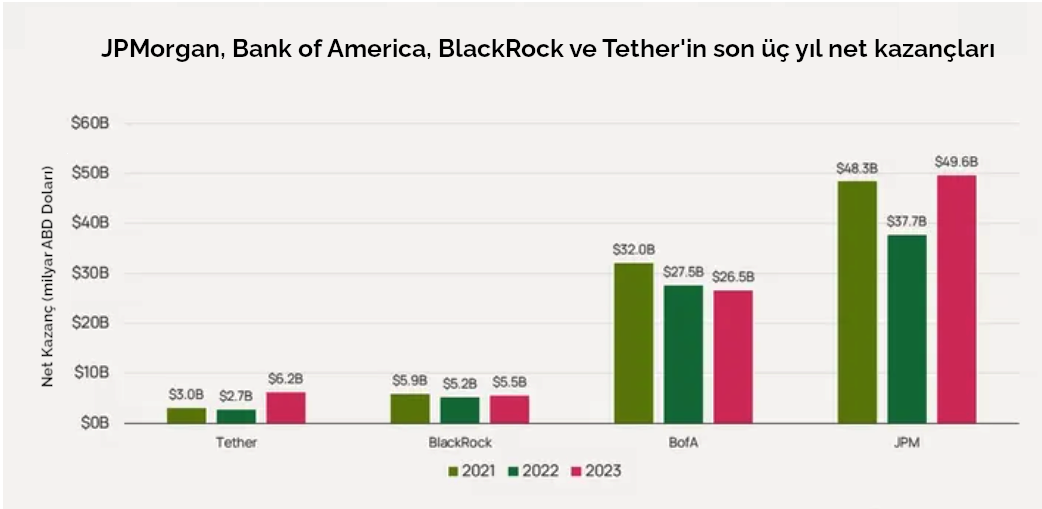 JPMorgan, Bank of America, BlackRock ve Tether'in son üç yıl net kazançları
Net Kazanç (milyar ABD Doları)
$60B
$50B
$40B
$30B
$20B
$10B
$0B
$3.0B
$2.7B
$6.2B
$5.9B
$5.2B
$5.5B
$32.0B
$27.5B
$26.5B
$48.3B
$37.7B
$49.6B
Tether
BlackRock
BofA
JPM
2021
2022
2023